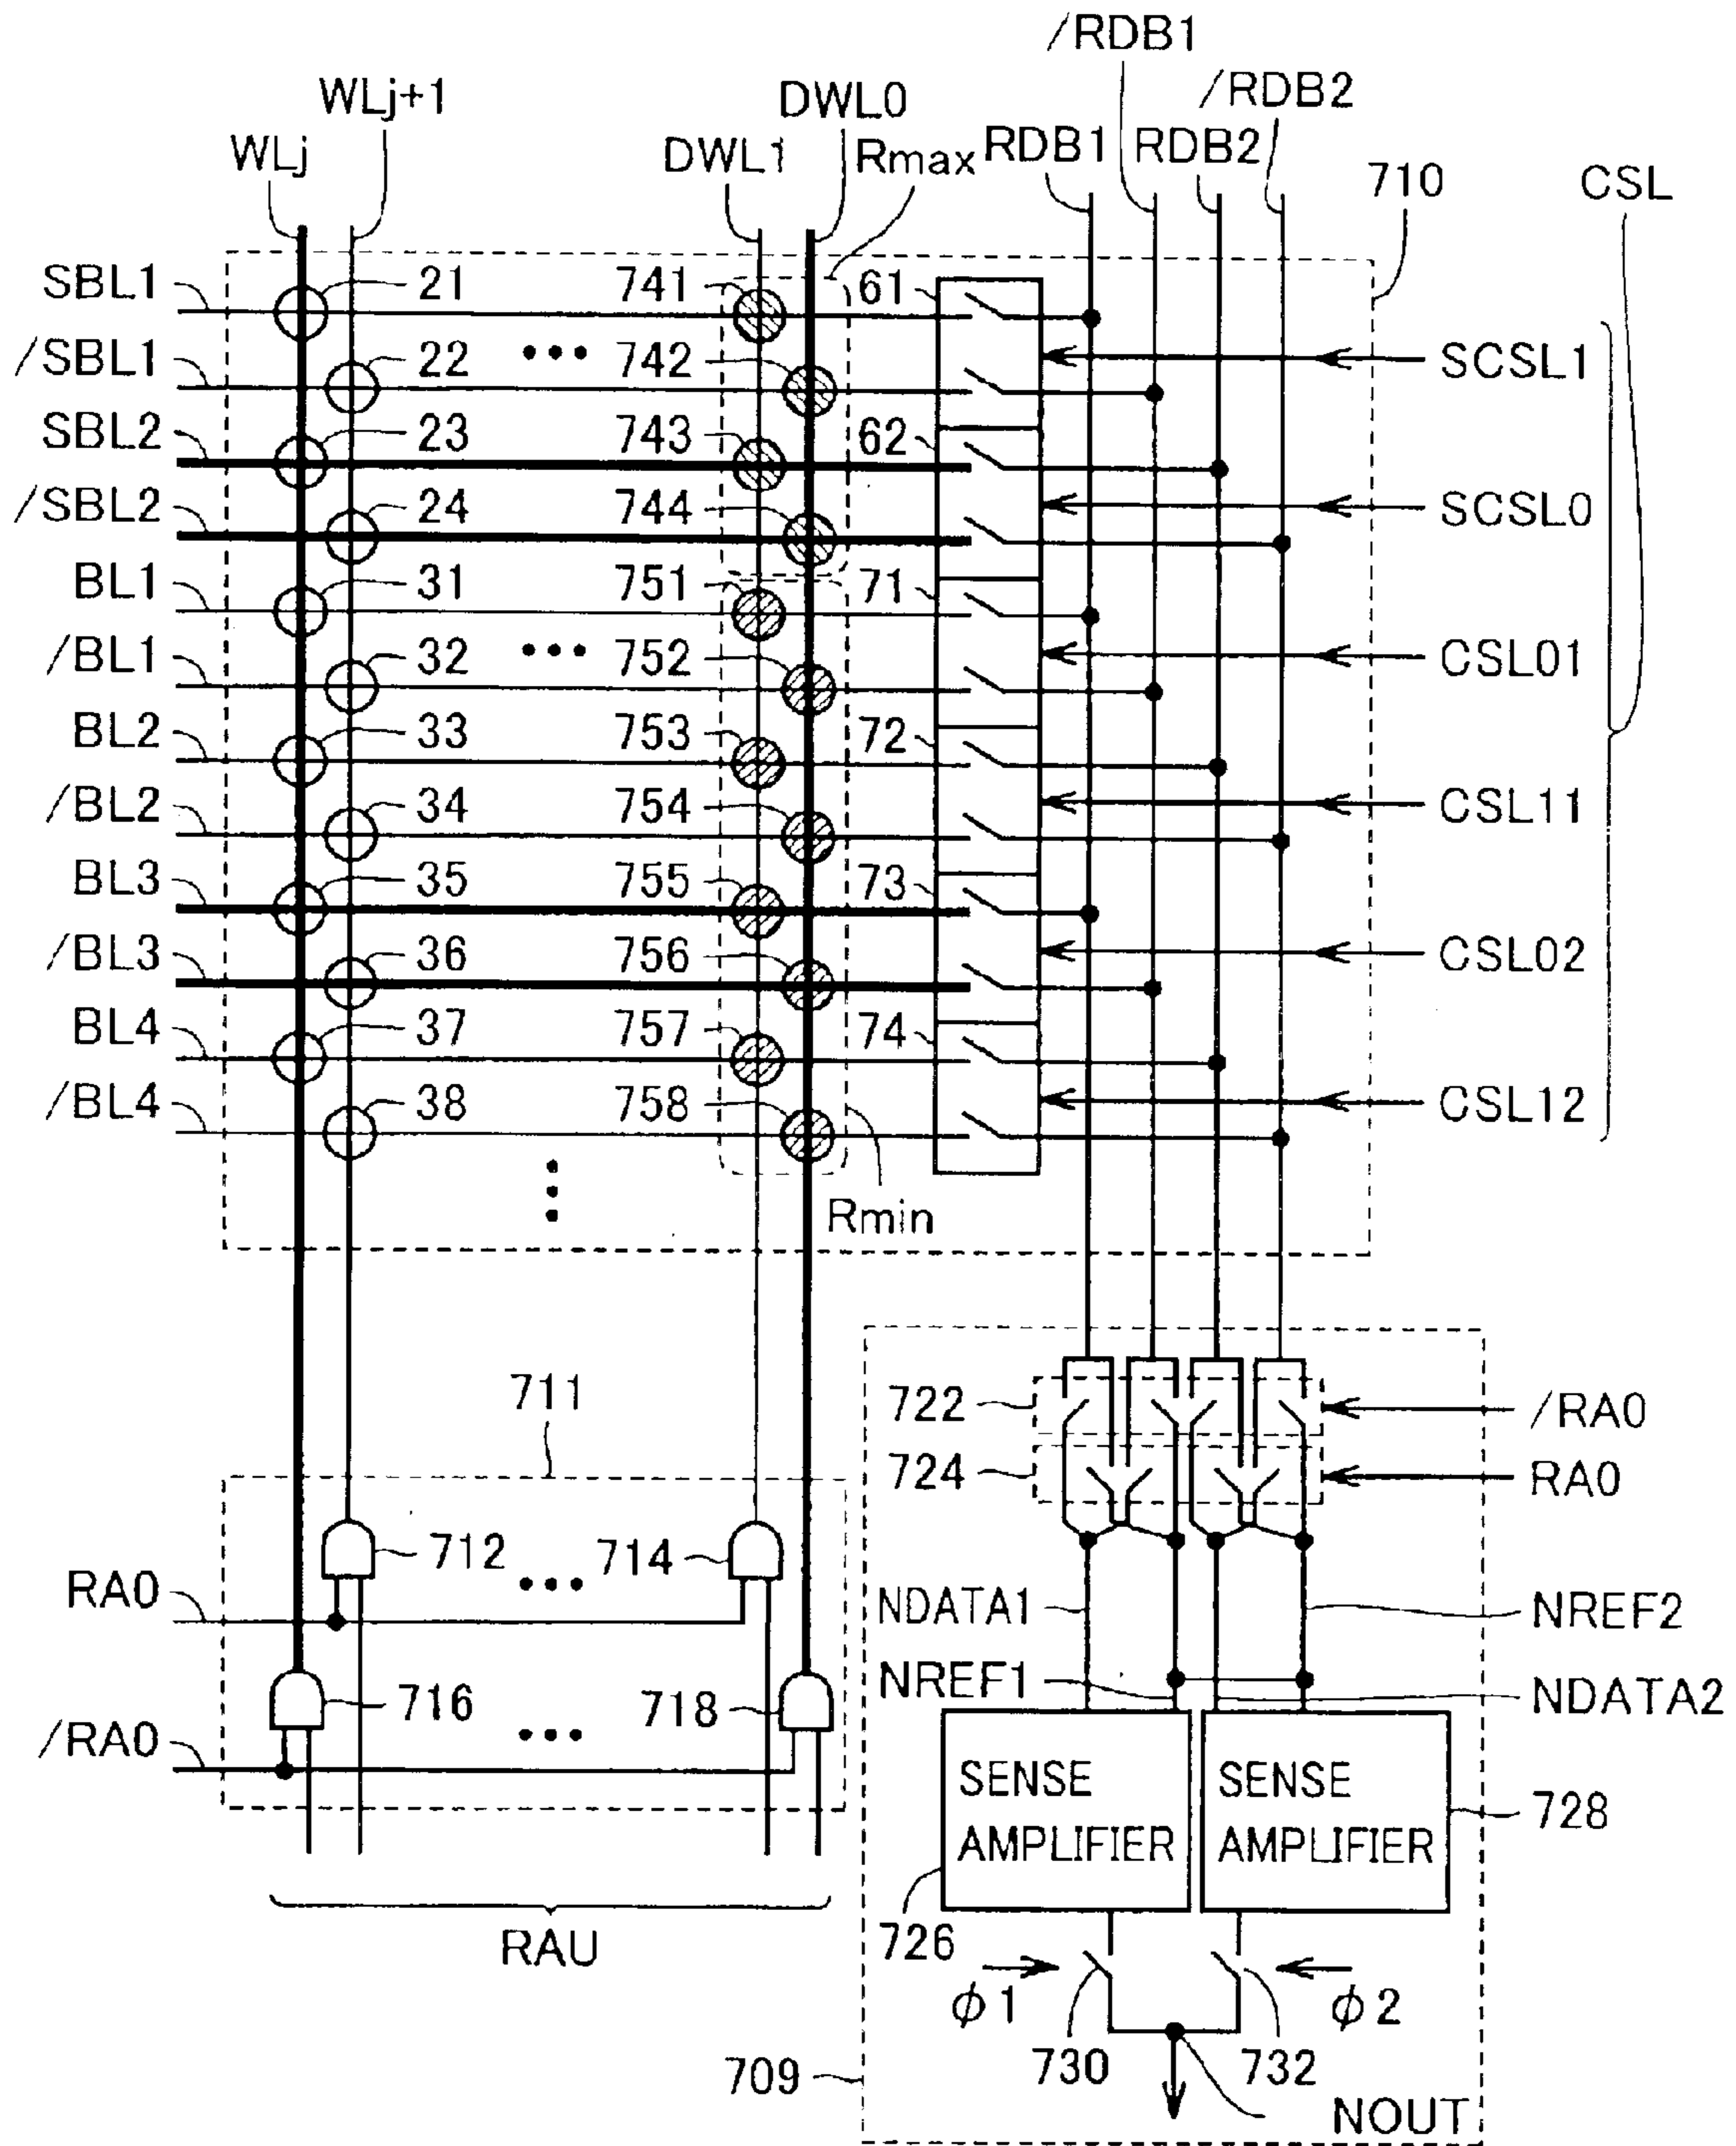 /RDB1
WLj+1
DWL0
/RDB2
WLj
DWL1
Rmax
RDB1
RDB2
710
CSL
SBL1
21
741
61
/SBL1
22
742
SCSL1
SBL2
23
743
62
/SBL2
24
744
SCSL0
BL1
31
751
71
/BL1
32
752
CSL01
BL2
33
753
72
/BL2
34
754
CSL11
BL3
35
755
73
/BL3
36
756
CSL02
BL4
37
757
74
/BL4
38
758
CSL12
Rmin
711
722
/RA0
724
RA0
712
714
RA0
NDATA1
NREF2
716
718
NREF1
NDATA2
/RA0
SENSE
AMPLIFIER
SENSE
AMPLIFIER
728
RAU
726
φ1
φ2
730
732
709
NOUT